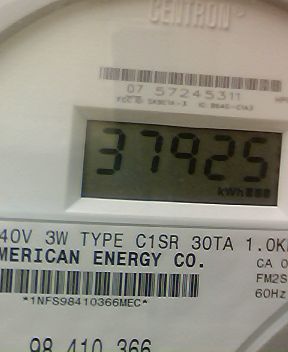 CENTRON
07 57245311
37925
kWh
40V 3W TYPE C1SR 30TA 1.0K
MERICAN ENERGY CO.
CA 0
FM2S
60Hz
*1NFS98410366MEC*
98 410 366